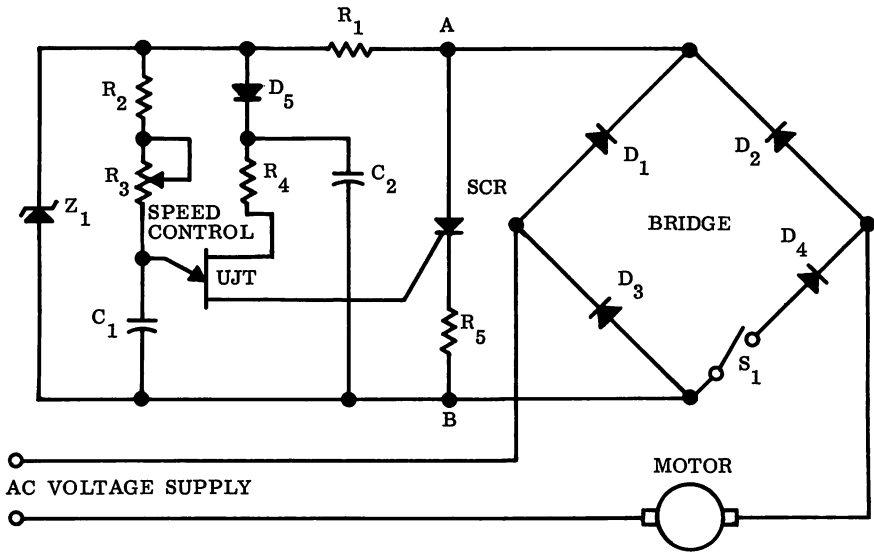 R1
A
R2
D5
R3
R4
C2
Z1
SPEED
CONTROL
UJT
SCR
D1
D2
BRIDGE
D3
D4
C1
R5
S1
B
AC VOLTAGE SUPPLY
MOTOR